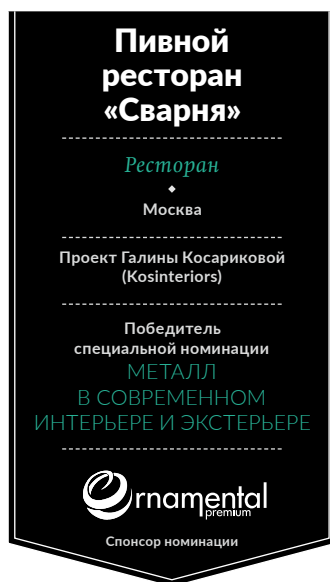 Пивной
ресторан
«Сварня»
Ресторан
Москва
Проект Галины Косариковой
(Kosinteriors)
Победитель
специальной номинации
МЕТАЛЛ
В СОВРЕМЕННОМ
ИНТЕРЬЕРЕ И ЭКСТЕРЬЕРЕ
Ornamental
premium
Спонсор номинации